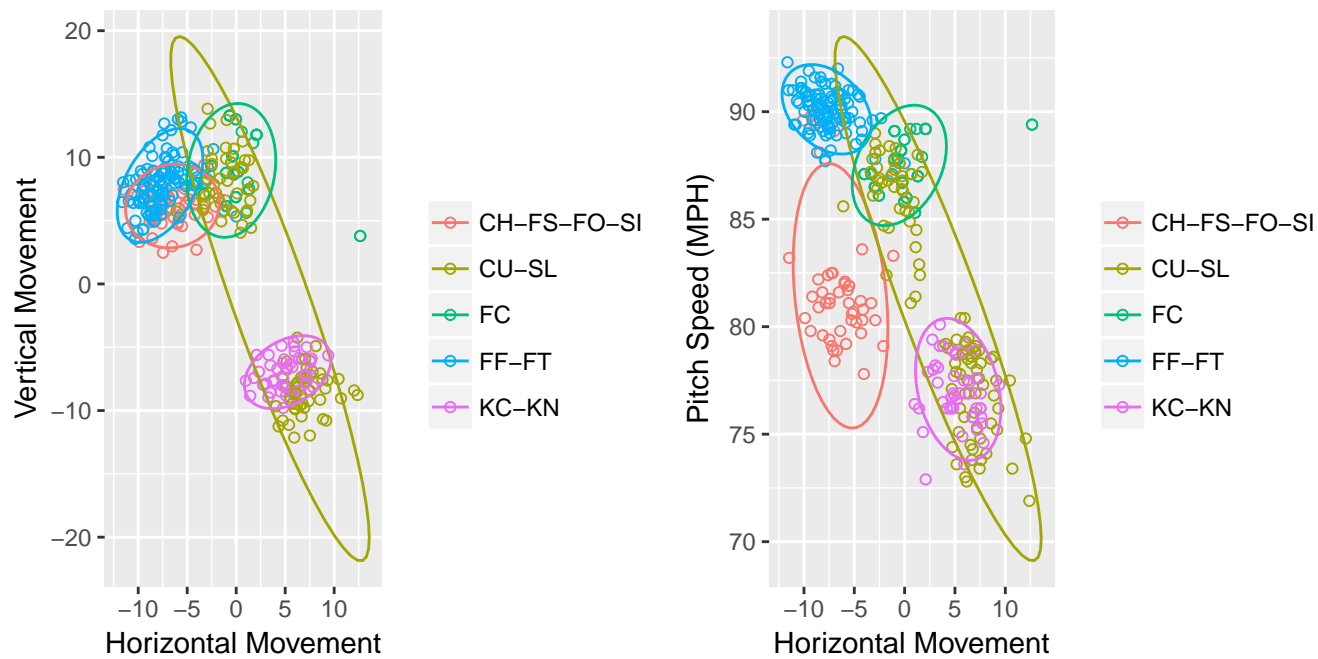 20
10
0
−10
−20
Vertical Movement
−10 −5 0 5 10
Horizontal Movement
CH−FS−FO−SI
CU−SL
FC
FF−FT
KC−KN
90
85
80
75
70
Pitch Speed (MPH)
−10 −5 0 5 10
Horizontal Movement
CH−FS−FO−SI
CU−SL
FC
FF−FT
KC−KN